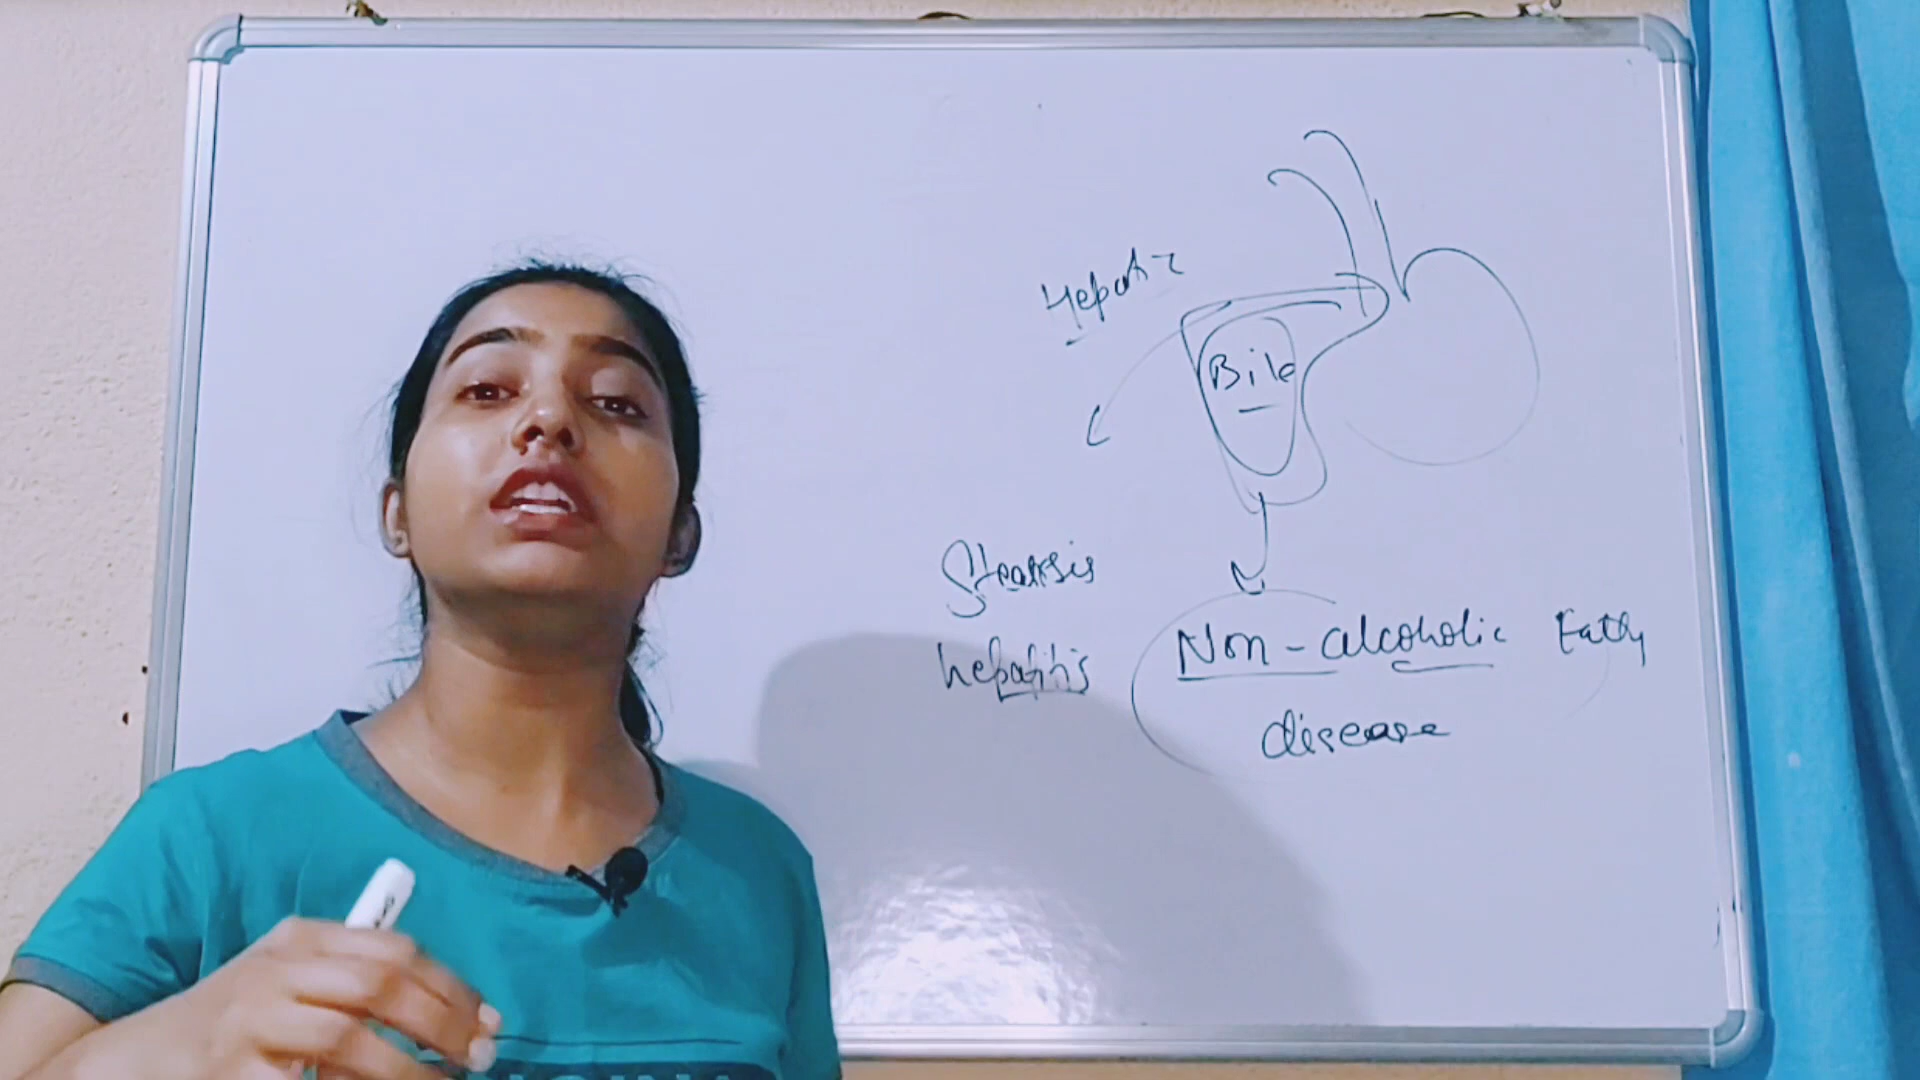 Hepatic
Bile
Steatosis
hepatitis
Non-alcoholic Fatty
disease